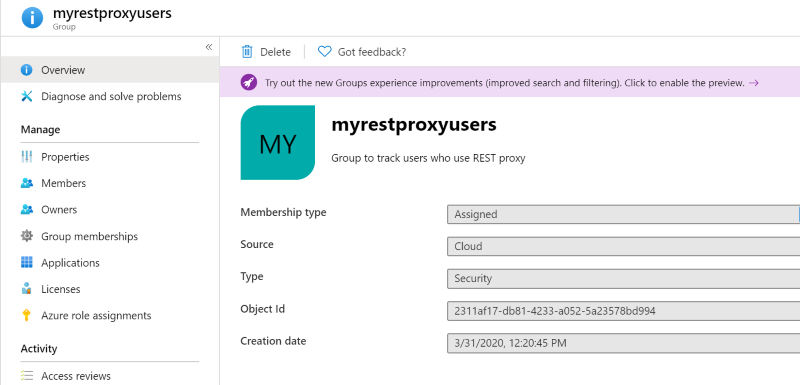 myrestproxyusers
Group
«
Overview
Diagnose and solve problems
Manage
Properties
Members
Owners
Group memberships
Applications
Licenses
Azure role assignments
Activity
Access reviews
Delete
Got feedback?
Try out the new Groups experience improvements (improved search and filtering). Click to enable the preview. →
MY
myrestproxyusers
Group to track users who use REST proxy
Membership type Assigned
Source Cloud
Type Security
Object Id 2311af17-db81-4233-a052-5a23578bd994
Creation date 3/31/2020, 12:20:45 PM